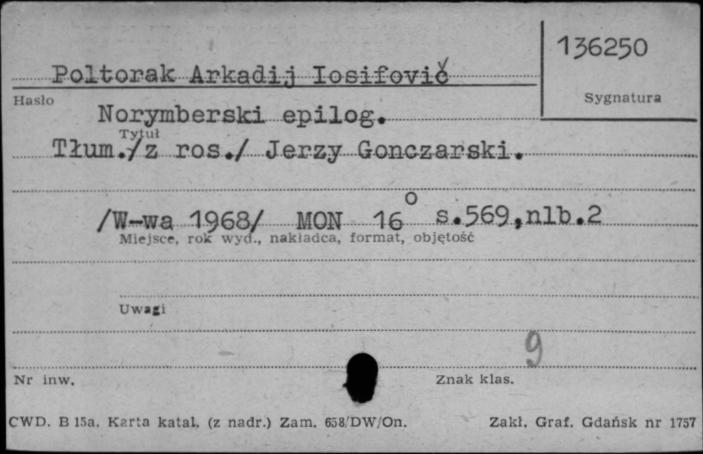 136250
Poltorak Arkadij Iosifović
Hasło
Sygnatura
Norymberski epilog.
Tytuł
Tłum./z ros./ Jerzy Gonczarski.
/W-wa 1968/ MON 16° s.569,nlb.2
Miejsce, rok wyd., nakładca, format, objętość
Uwagi
9
Nr inw.
Znak klas.
CWD. B 15a. Karta katal. (z nadr.) Zam. 658/DW/On.
Zakł. Graf. Gdańsk nr 1757